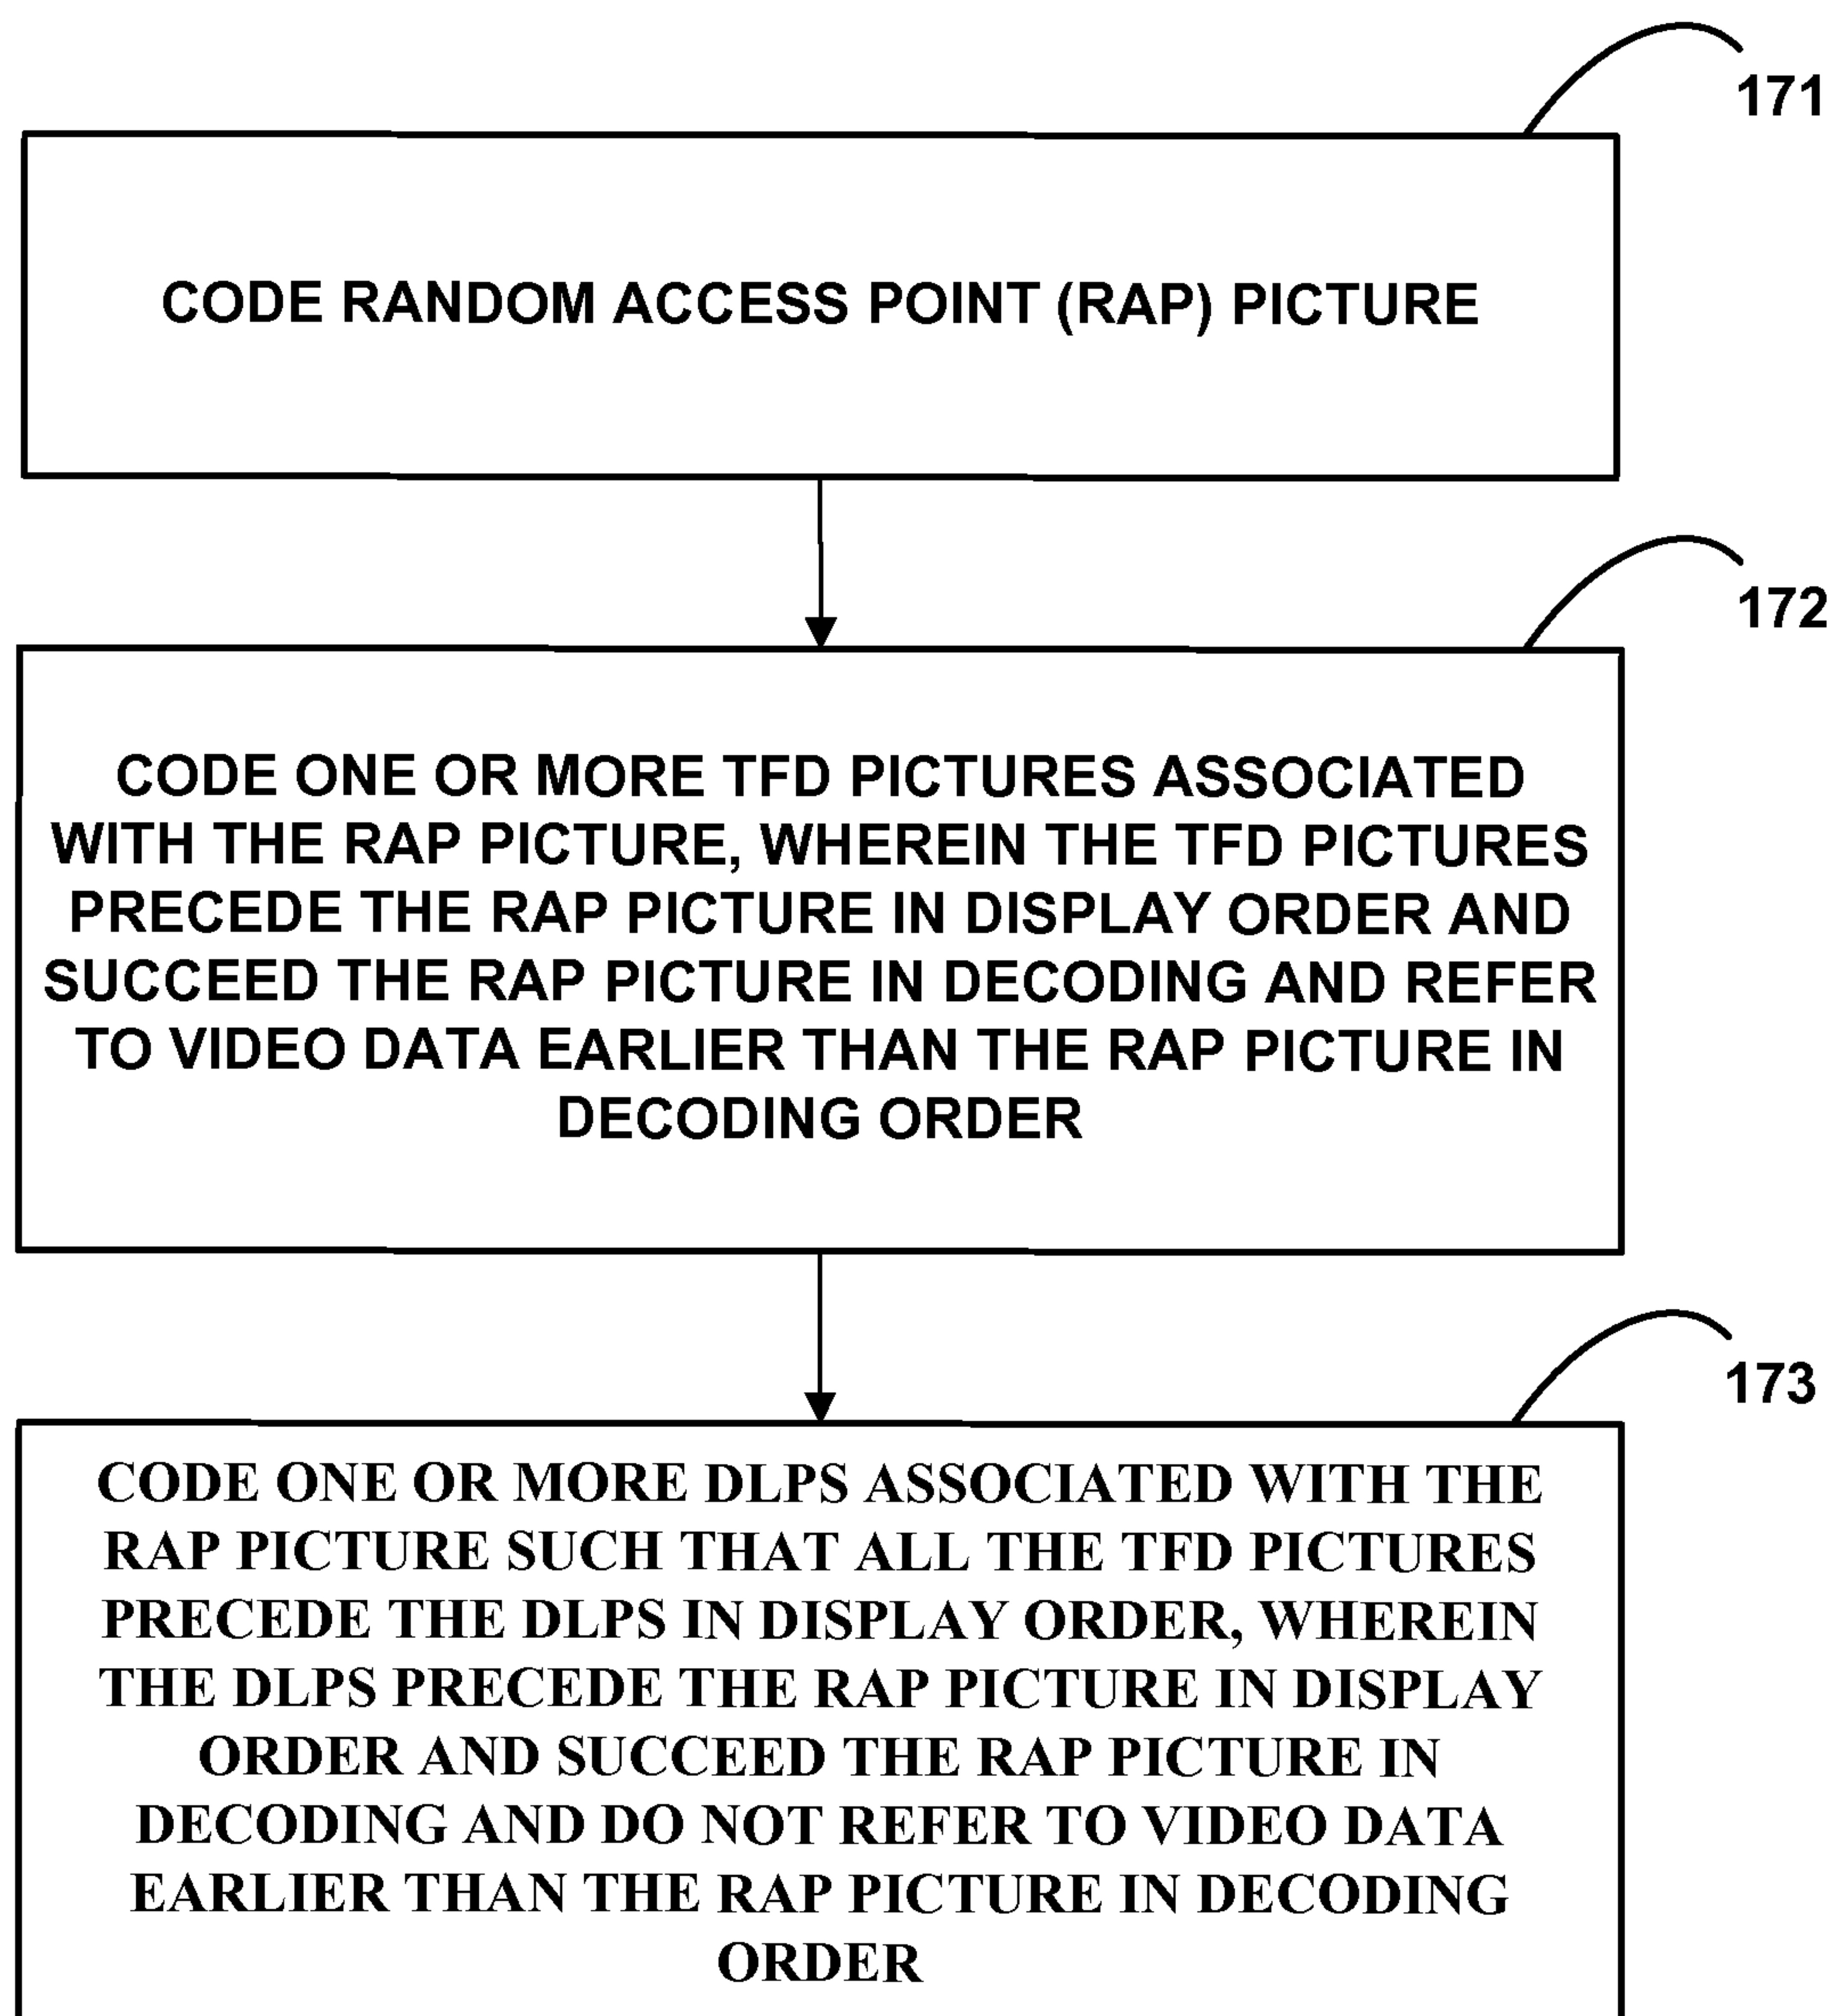 171
CODE RANDOM ACCESS POINT (RAP) PICTURE
172
CODE ONE OR MORE TFD PICTURES ASSOCIATED
WITH THE RAP PICTURE, WHEREIN THE TFD PICTURES
PRECEDE THE RAP PICTURE IN DISPLAY ORDER AND
SUCCEED THE RAP PICTURE IN DECODING AND REFER
TO VIDEO DATA EARLIER THAN THE RAP PICTURE IN
DECODING ORDER
173
CODE ONE OR MORE DLPS ASSOCIATED WITH THE
RAP PICTURE SUCH THAT ALL THE TFD PICTURES
PRECEDE THE DLPS IN DISPLAY ORDER, WHEREIN
THE DLPS PRECEDE THE RAP PICTURE IN DISPLAY
ORDER AND SUCCEED THE RAP PICTURE IN
DECODING AND DO NOT REFER TO VIDEO DATA
EARLIER THAN THE RAP PICTURE IN DECODING
ORDER